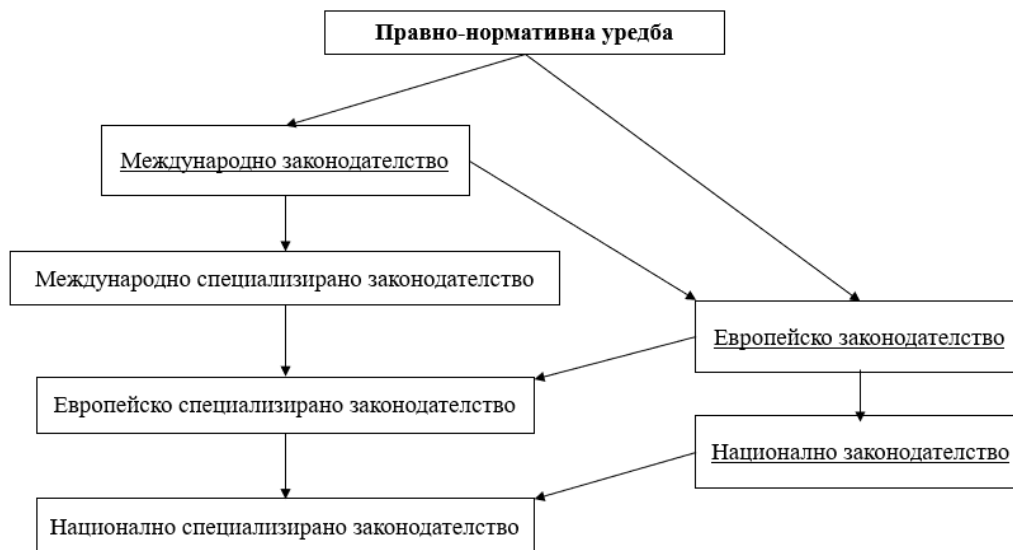 Правно-нормативна уредба
Международно законодателство
Международно специализирано законодателство
Европейско законодателство
Европейско специализирано законодателство
Национално законодателство
Национално специализирано законодателство